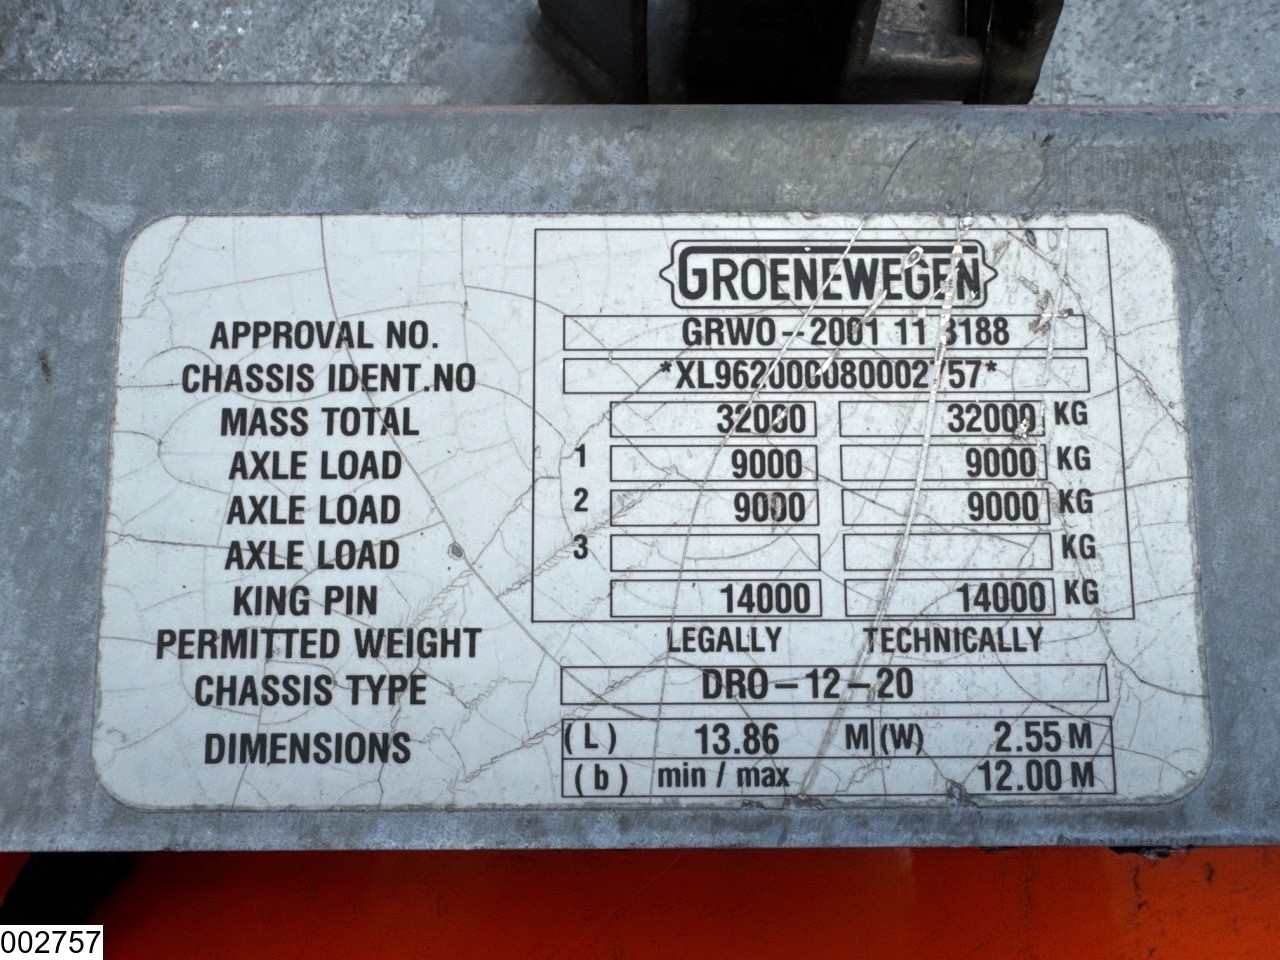 GROENEWEGEN
APPROVAL NO. GRWO--2001 11 3188
CHASSIS IDENT.NO *XL962000080002757*
MASS TOTAL 32000 32000 KG
AXLE LOAD 1 9000 9000 KG
AXLE LOAD 2 9000 9000 KG
AXLE LOAD 3 KG
KING PIN 14000 14000 KG
PERMITTED WEIGHT LEGALLY TECHNICALLY
CHASSIS TYPE DRO-12-20
DIMENSIONS (L) 13.86 M (W) 2.55 M
(b) min / max 12.00 M
002757